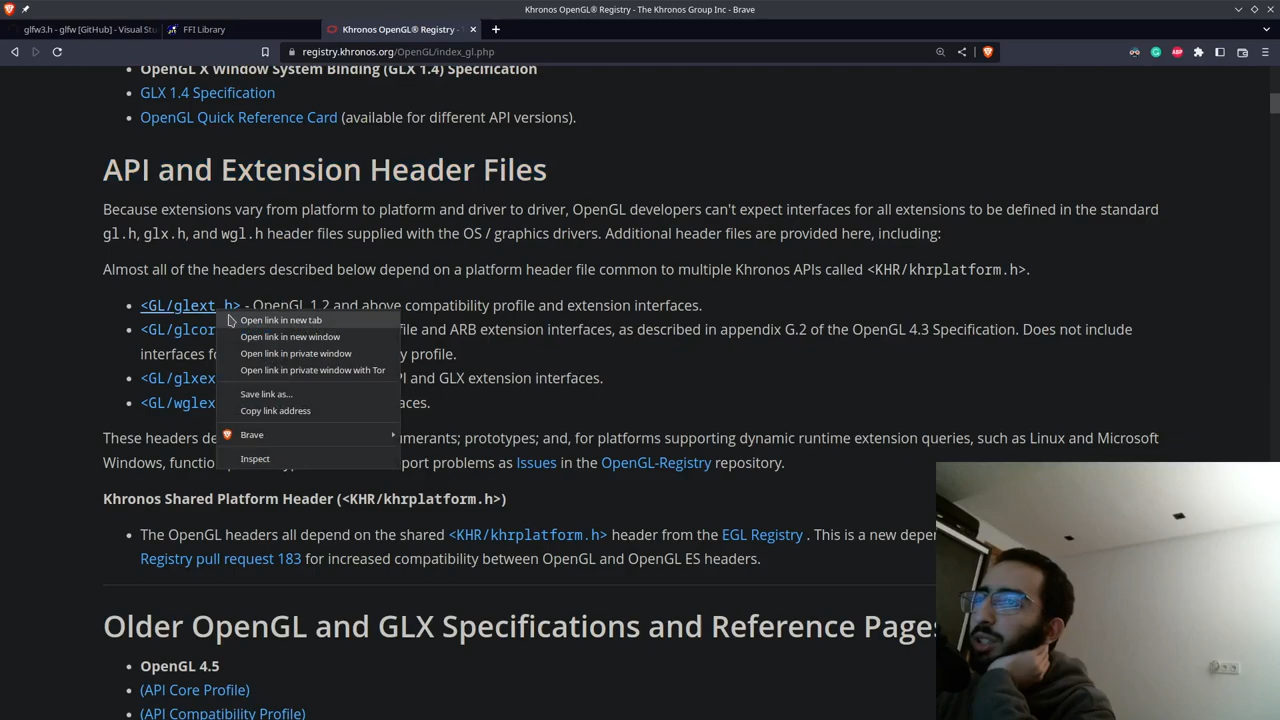 Khronos OpenGL® Registry - The Khronos Group Inc - Brave
glfw3.h - glfw [GitHub] - Visual Stu
FFI Library
Khronos OpenGL® Registry -
registry.khronos.org/OpenGL/index_gl.php
OpenGL X Window System Binding (GLX 1.4) Specification
GLX 1.4 Specification
OpenGL Quick Reference Card (available for different API versions).
API and Extension Header Files
Because extensions vary from platform to platform and driver to driver, OpenGL developers can't expect interfaces for all extensions to be defined in the standard
gl.h, glx.h, and wgl.h header files supplied with the OS / graphics drivers. Additional header files are provided here, including:
Almost all of the headers described below depend on a platform header file common to multiple Khronos APIs called <KHR/khrplatform.h>.
<GL/glext.h> - OpenGL 1.2 and above compatibility profile and extension interfaces.
Open link in new tab
<GL/glcor file and ARB extension interfaces, as described in appendix G.2 of the OpenGL 4.3 Specification. Does not include
Open link in new window
interfaces fo y profile.
Open link in private window
Open link in private window with Tor
<GL/glxex I and GLX extension interfaces.
Save link as...
<GL/wglex aces.
Copy link address
Brave
These headers de umerants; prototypes; and, for platforms supporting dynamic runtime extension queries, such as Linux and Microsoft
Inspect
Windows, functio port problems as Issues in the OpenGL-Registry repository.
Khronos Shared Platform Header (<KHR/khrplatform.h>)
The OpenGL headers all depend on the shared <KHR/khrplatform.h> header from the EGL Registry . This is a new depe
Registry pull request 183 for increased compatibility between OpenGL and OpenGL ES headers.
Older OpenGL and GLX Specifications and Reference Pages
OpenGL 4.5
(API Core Profile)
(API Compatibility Profile)